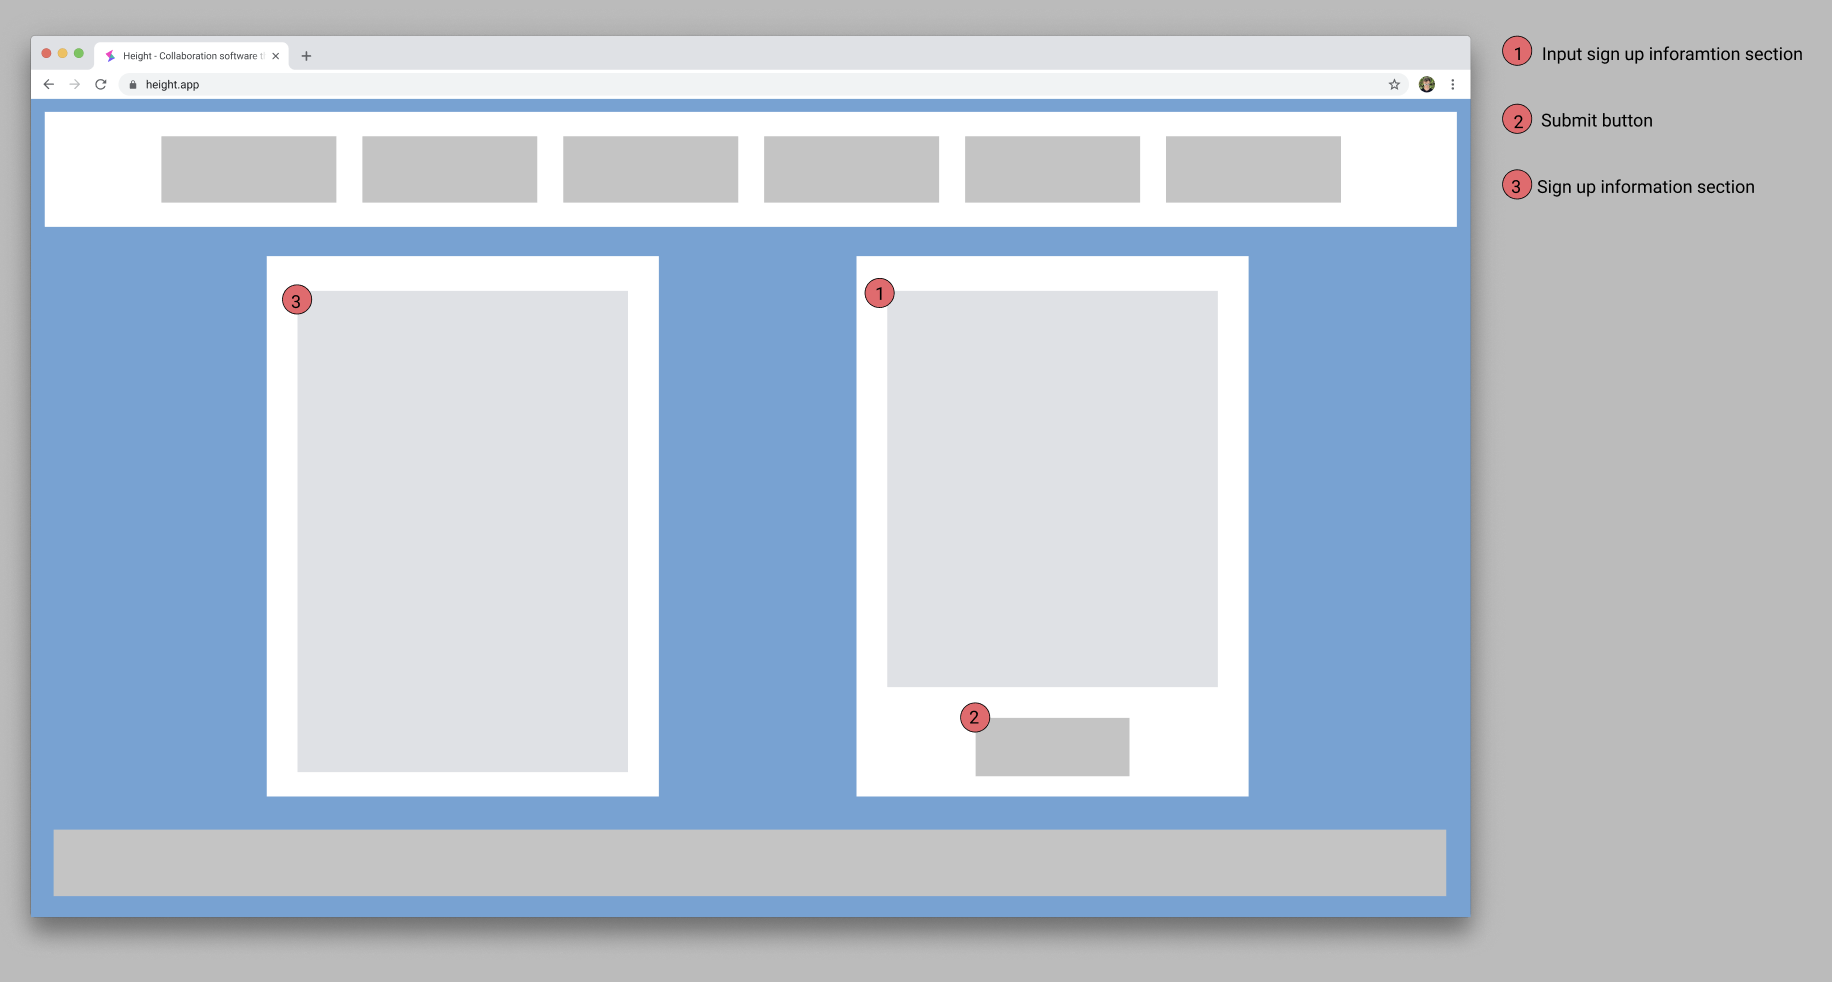 Height - Collaboration software t
height.app
1 Input sign up inforamtion section
2 Submit button
3 Sign up information section
3
1
2